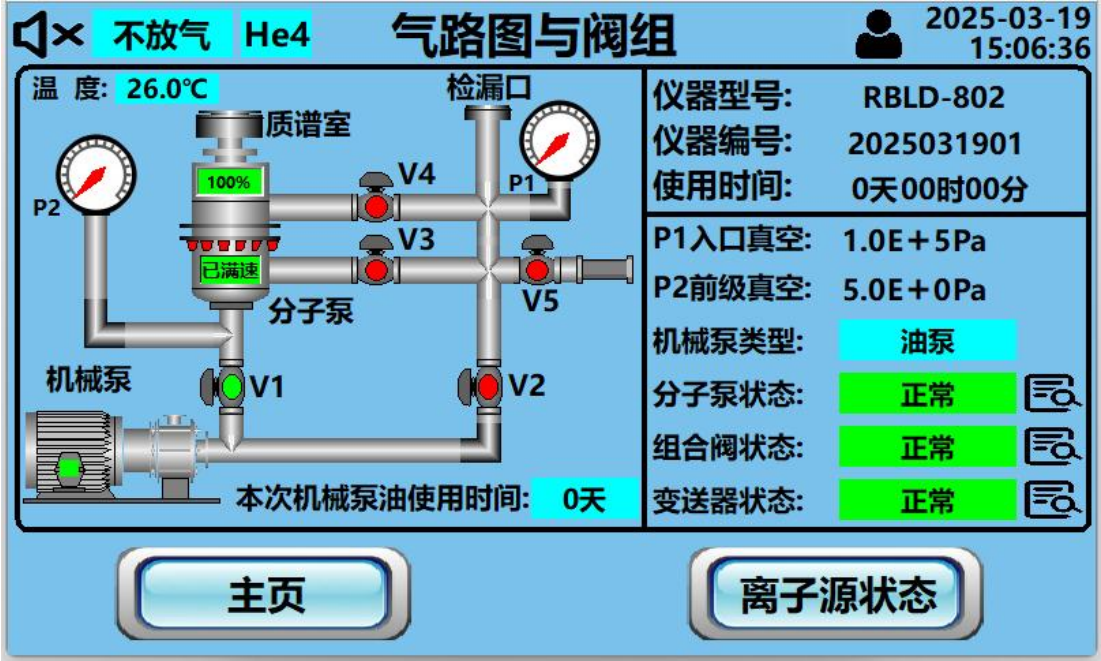 不放气 He4 气路图与阀组 2025-03-19
15:06:36
温 度: 26.0℃
检漏口
质谱室
100%
V4
P1
P2
V3
已满速
V5
分子泵
机械泵
V1
V2
本次机械泵油使用时间: 0天
仪器型号: RBLD-802
仪器编号: 2025031901
使用时间: 0天00时00分
P1入口真空: 1.0E+5Pa
P2前级真空: 5.0E+0Pa
机械泵类型: 油泵
分子泵状态: 正常
组合阀状态: 正常
变送器状态: 正常
主页
离子源状态